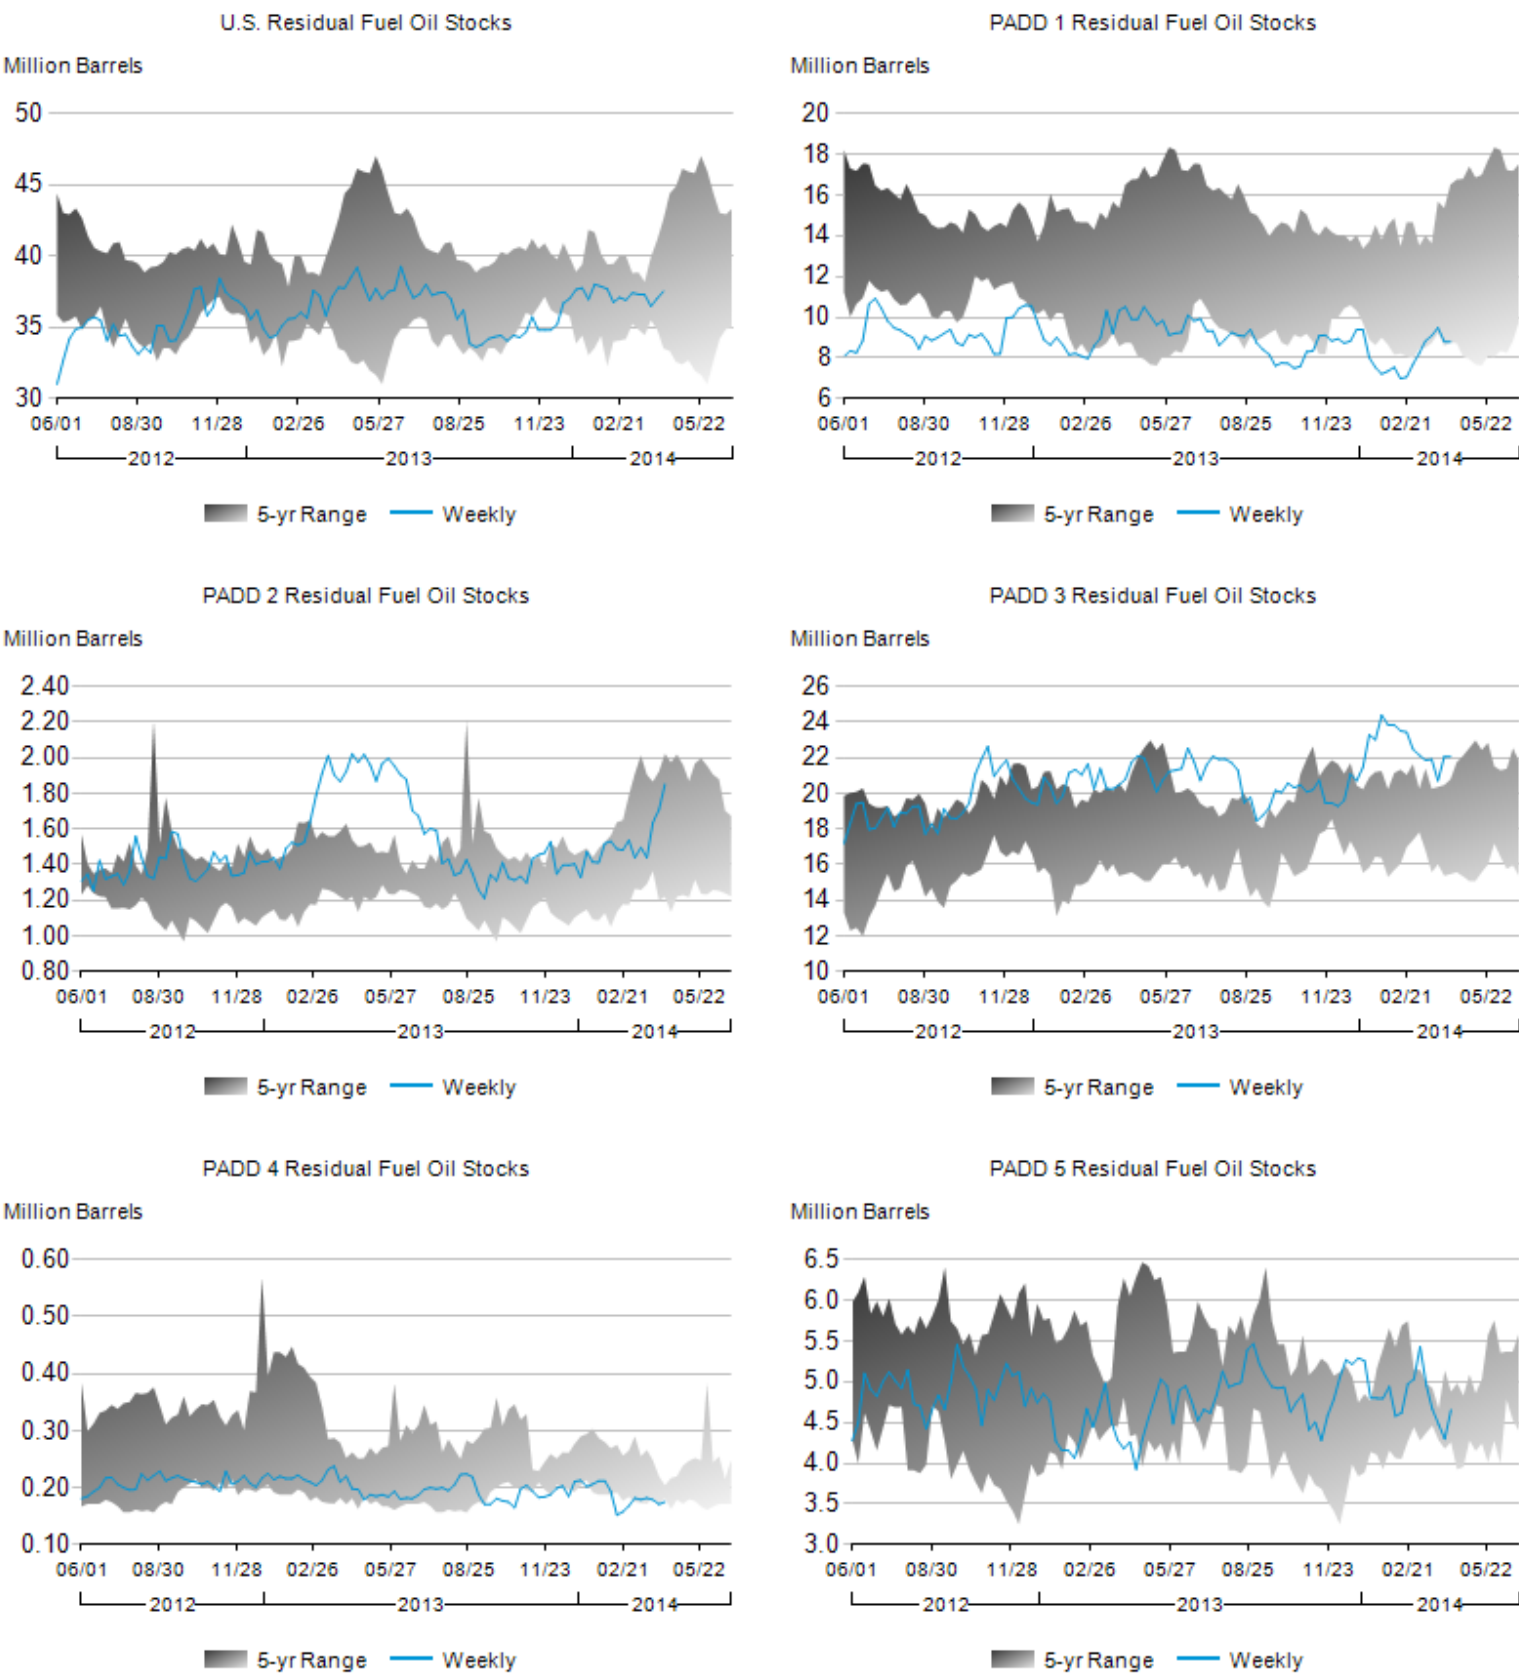 U.S. Residual Fuel Oil Stocks
Million Barrels
50
45
40
35
30
06/01 08/30 11/28 02/26 05/27 08/25 11/23 02/21 05/22
2012 2013 2014
5-yr Range Weekly
PADD 1 Residual Fuel Oil Stocks
Million Barrels
20
18
16
14
12
10
8
6
06/01 08/30 11/28 02/26 05/27 08/25 11/23 02/21 05/22
2012 2013 2014
5-yr Range Weekly
PADD 2 Residual Fuel Oil Stocks
Million Barrels
2.40
2.20
2.00
1.80
1.60
1.40
1.20
1.00
0.80
06/01 08/30 11/28 02/26 05/27 08/25 11/23 02/21 05/22
2012 2013 2014
5-yr Range Weekly
PADD 3 Residual Fuel Oil Stocks
Million Barrels
26
24
22
20
18
16
14
12
10
06/01 08/30 11/28 02/26 05/27 08/25 11/23 02/21 05/22
2012 2013 2014
5-yr Range Weekly
PADD 4 Residual Fuel Oil Stocks
Million Barrels
0.60
0.50
0.40
0.30
0.20
0.10
06/01 08/30 11/28 02/26 05/27 08/25 11/23 02/21 05/22
2012 2013 2014
5-yr Range Weekly
PADD 5 Residual Fuel Oil Stocks
Million Barrels
6.5
6.0
5.5
5.0
4.5
4.0
3.5
3.0
06/01 08/30 11/28 02/26 05/27 08/25 11/23 02/21 05/22
2012 2013 2014
5-yr Range Weekly